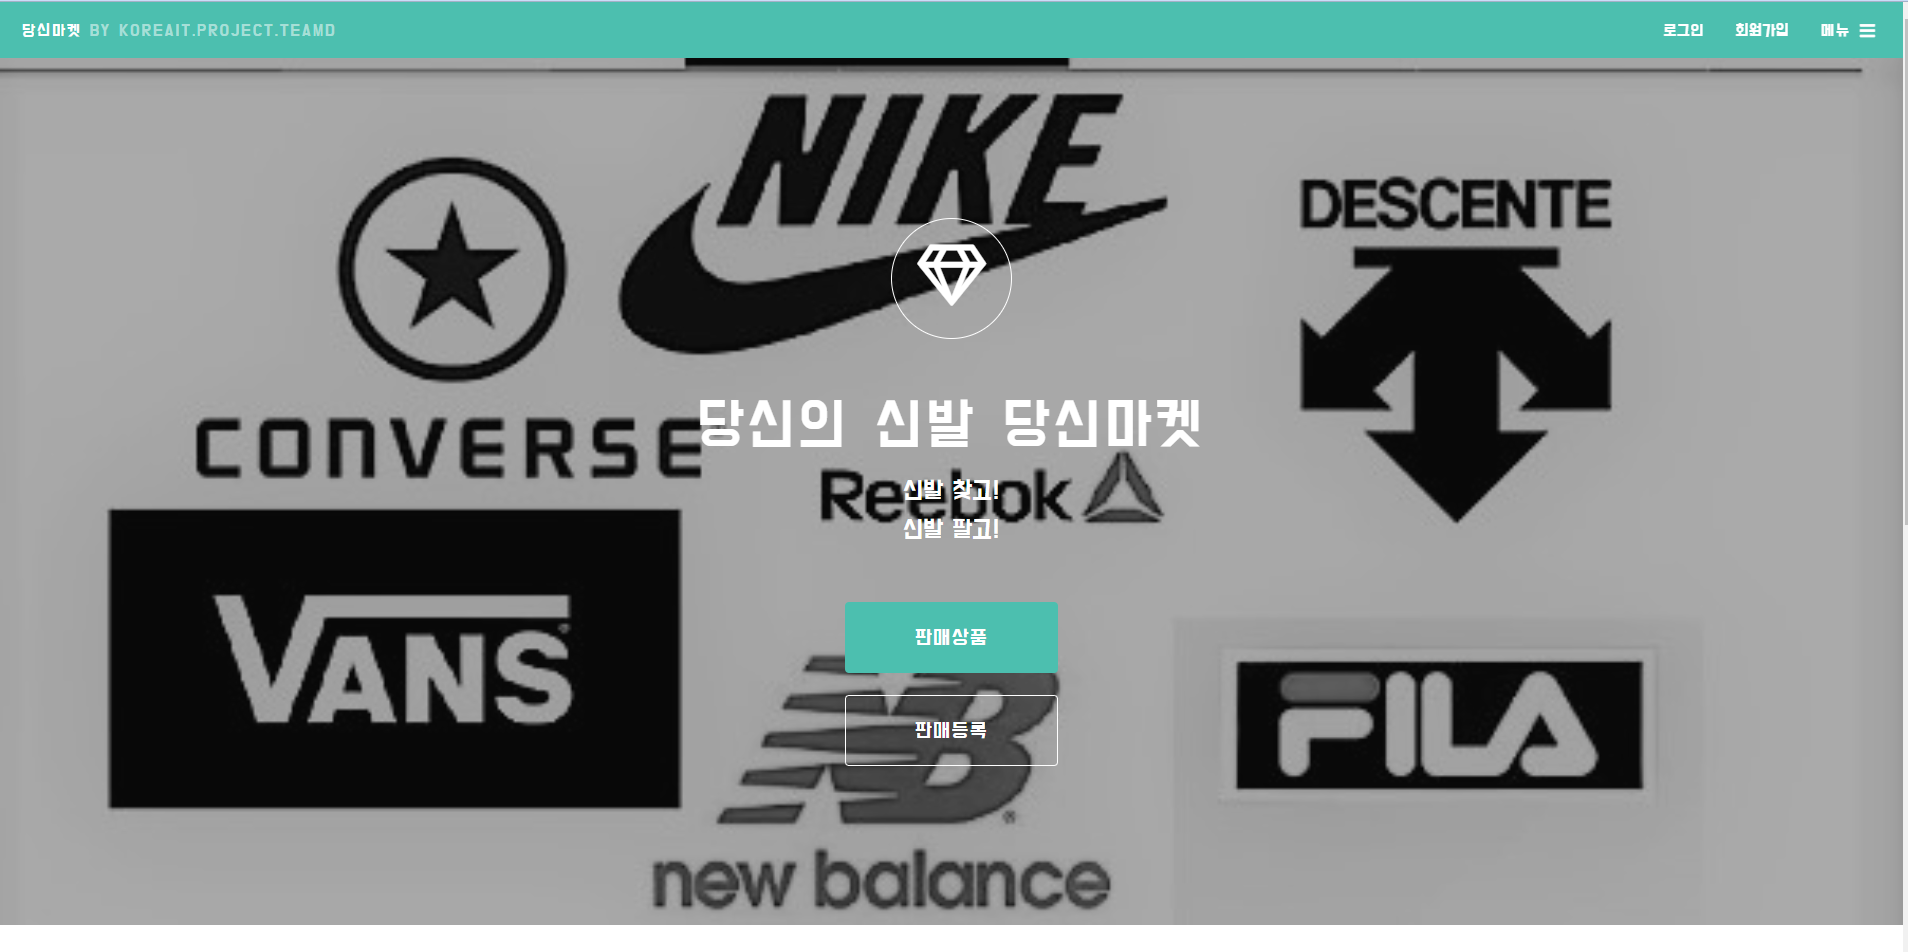 당신마켓 BY KOREAIT.PROJECT.TEAMD
로그인 회원가입 메뉴
NIKE
DESCENTE
CONVERSE
당신의 신발 당신마켓
Reebok
신발 찾고!
신발 팔고!
VANS®
판매상품
판매등록
FILA
®
new balance